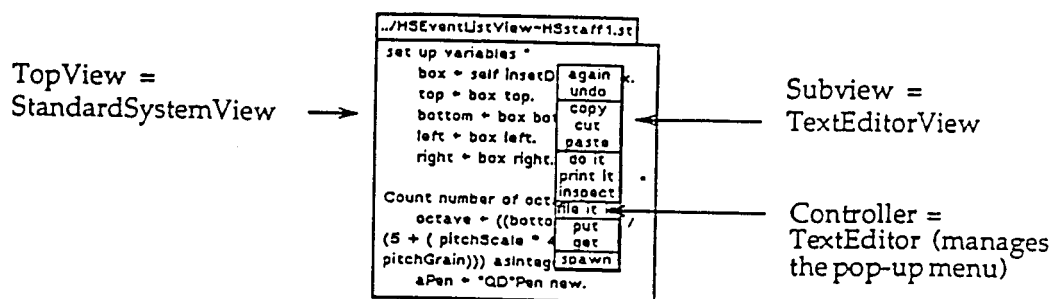 ../HSEventListView-HSstaff1.st
set up variables "
box ← self insetD x.
top ← box top.
bottom ← box bot
left ← box left.
right ← box right.
Count number of oct
octave ← ((botto /
(5 + ( pitchScale * 4
pitchGrain))) asInteg
aPen ← "QD"Pen new.
again
undo
copy
cut
paste
do it
print it
inspect
file it
put
get
spawn
TopView =
StandardSystemView
Subview =
TextEditorView
Controller =
TextEditor (manages
the pop-up menu)